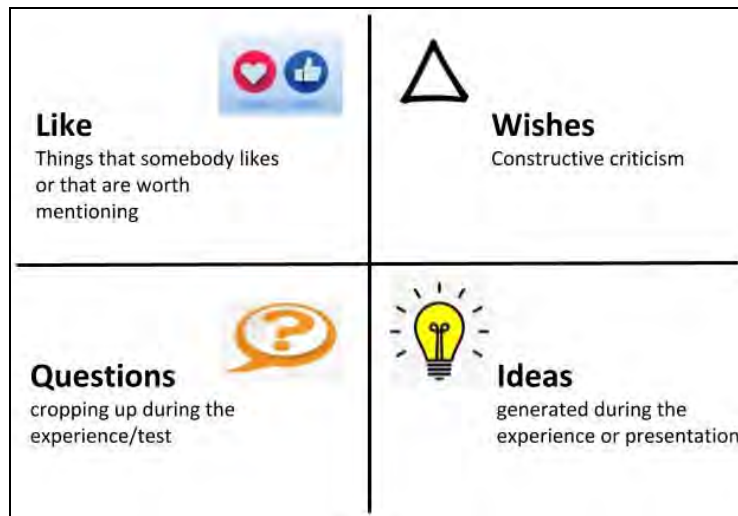 Like
Things that somebody likes
or that are worth
mentioning
Wishes
Constructive criticism
Questions
cropping up during the
experience/test
Ideas
generated during the
experience or presentation